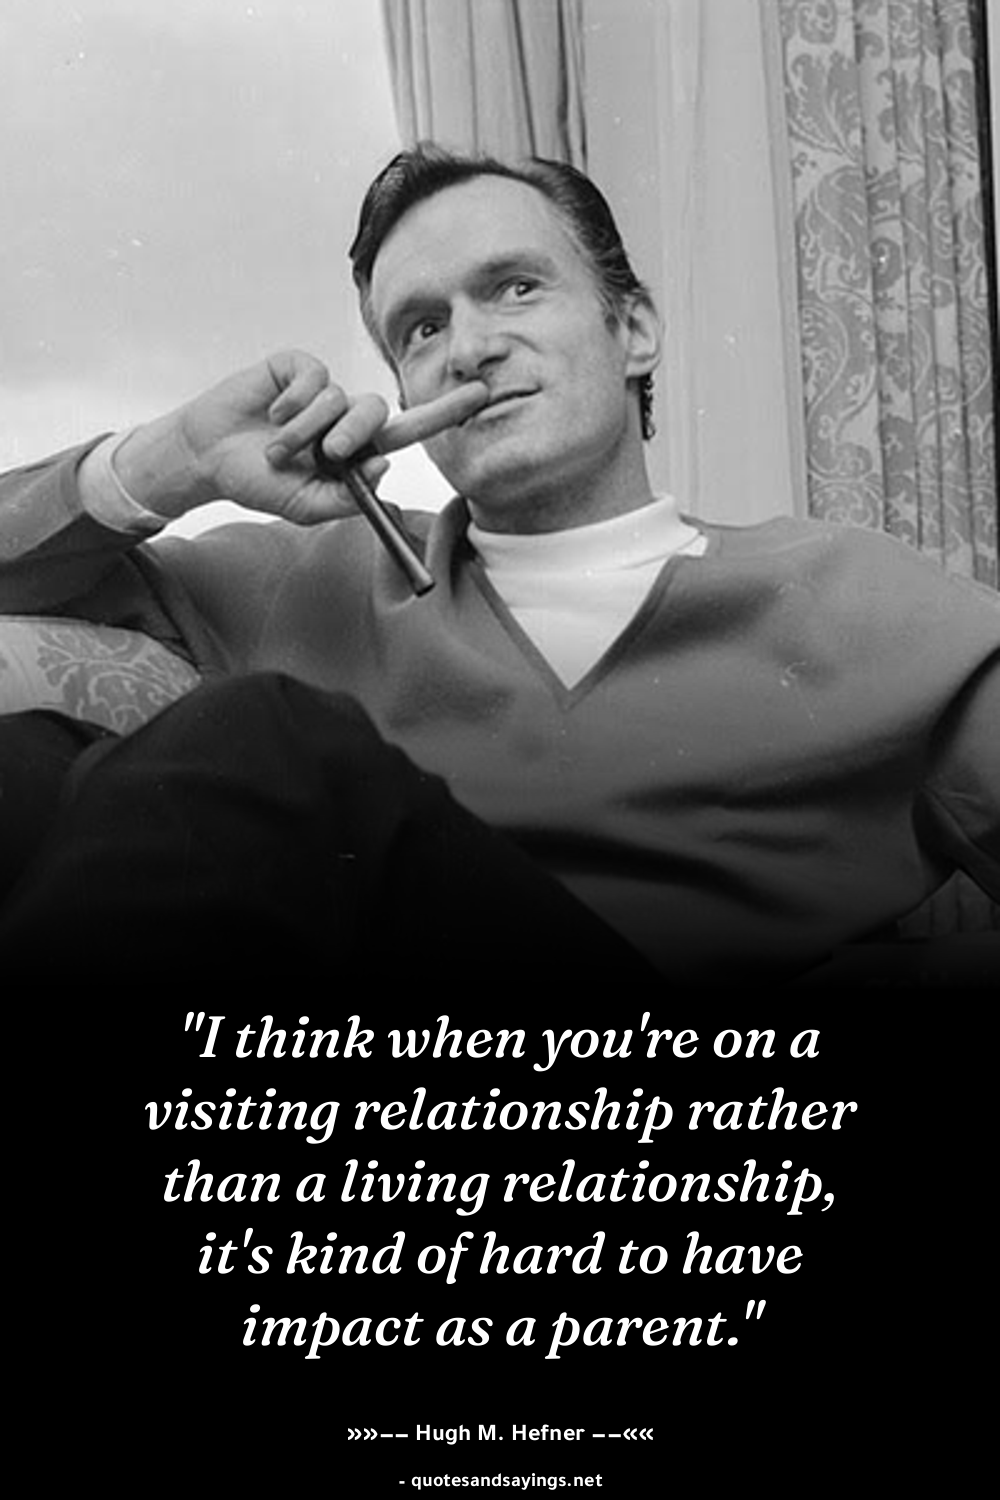 "I think when you're on a
visiting relationship rather
than a living relationship,
it's kind of hard to have
impact as a parent."
»»–– Hugh M. Hefner ––««
- quotesandsayings.net